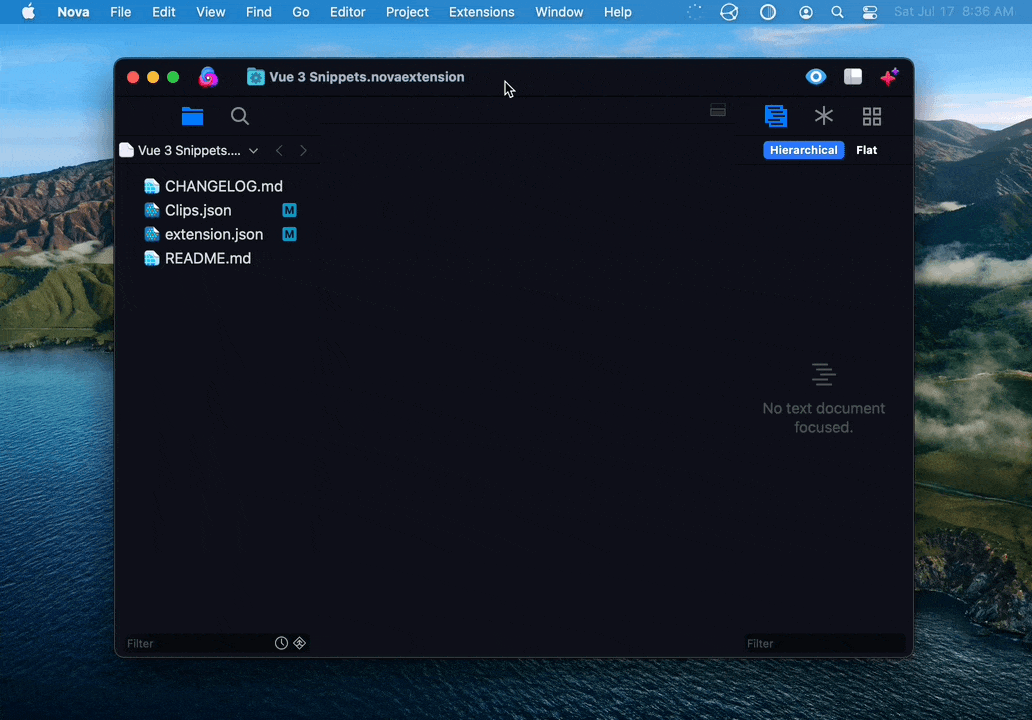 Nova File Edit View Find Go Editor Project Extensions Window Help Sat Jul 17 8:36 AM
Vue 3 Snippets.novaextension
Vue 3 Snippets....
Hierarchical Flat
CHANGELOG.md
Clips.json M
extension.json M
README.md
No text document
focused.
Filter
Filter